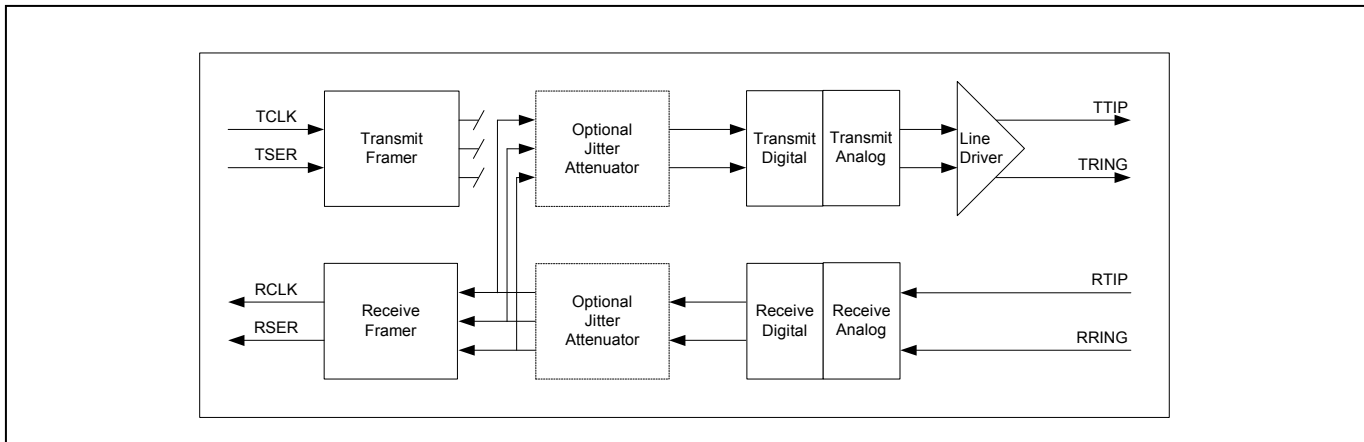 TCLK
TSER
Transmit
Framer
Optional
Jitter
Attenuator
Transmit
Digital
Transmit
Analog
Line
Driver
TTIP
TRING
RCLK
RSER
Receive
Framer
Optional
Jitter
Attenuator
Receive
Digital
Receive
Analog
RTIP
RRING